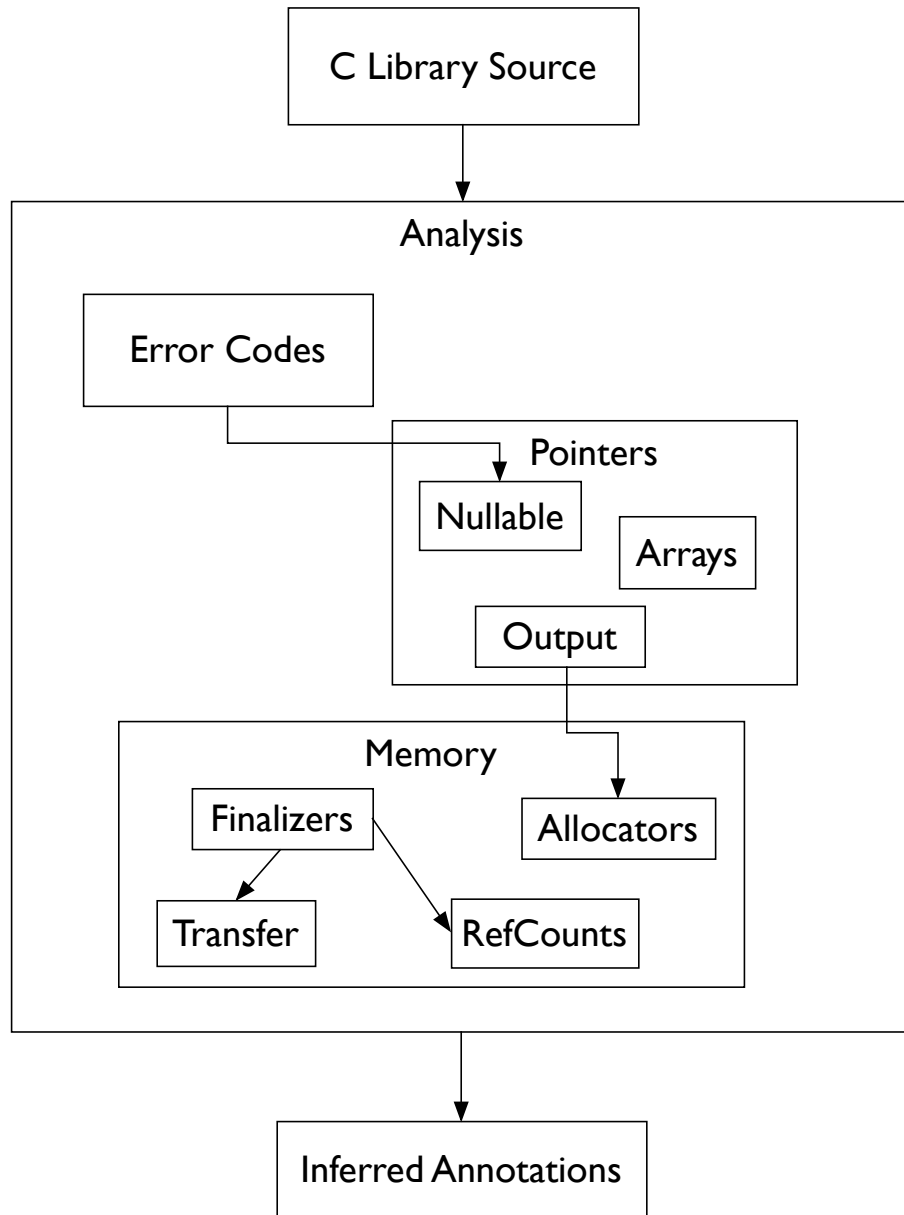 C Library Source
Analysis
Error Codes
Pointers
Nullable
Arrays
Output
Memory
Finalizers
Allocators
Transfer
RefCounts
Inferred Annotations